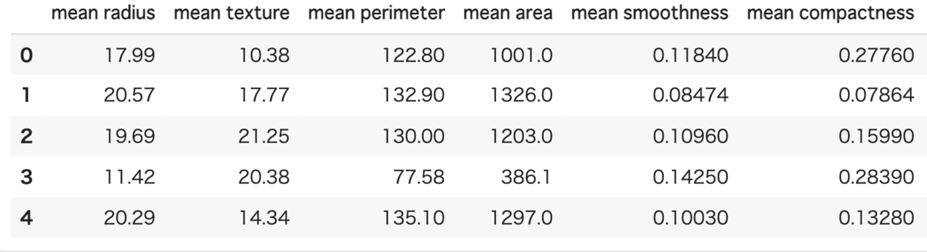 mean radius mean texture mean perimeter mean area mean smoothness mean compactness
0 17.99 10.38 122.80 1001.0 0.11840 0.27760
1 20.57 17.77 132.90 1326.0 0.08474 0.07864
2 19.69 21.25 130.00 1203.0 0.10960 0.15990
3 11.42 20.38 77.58 386.1 0.14250 0.28390
4 20.29 14.34 135.10 1297.0 0.10030 0.13280